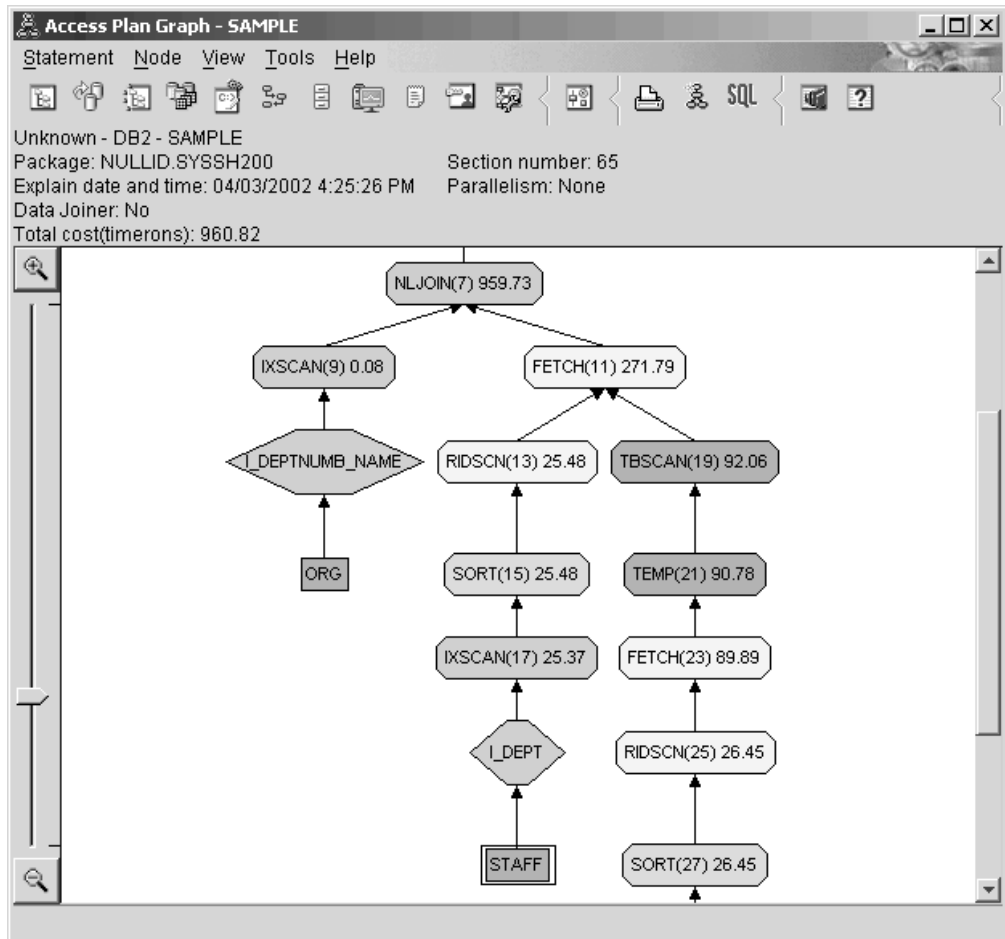 Access Plan Graph - SAMPLE
Statement Node View Tools Help
SQL ?
Unknown - DB2 - SAMPLE
Package: NULLID.SYSSH200 Section number: 65
Explain date and time: 04/03/2002 4:25:26 PM Parallelism: None
Data Joiner: No
Total cost(timerons): 960.82
NLJOIN(7) 959.73
IXSCAN(9) 0.08 FETCH(11) 271.79
I_DEPTNUMB_NAME RIDSCN(13) 25.48 TBSCAN(19) 92.06
ORG SORT(15) 25.48 TEMP(21) 90.78
IXSCAN(17) 25.37 FETCH(23) 89.89
I_DEPT RIDSCN(25) 26.45
STAFF SORT(27) 26.45